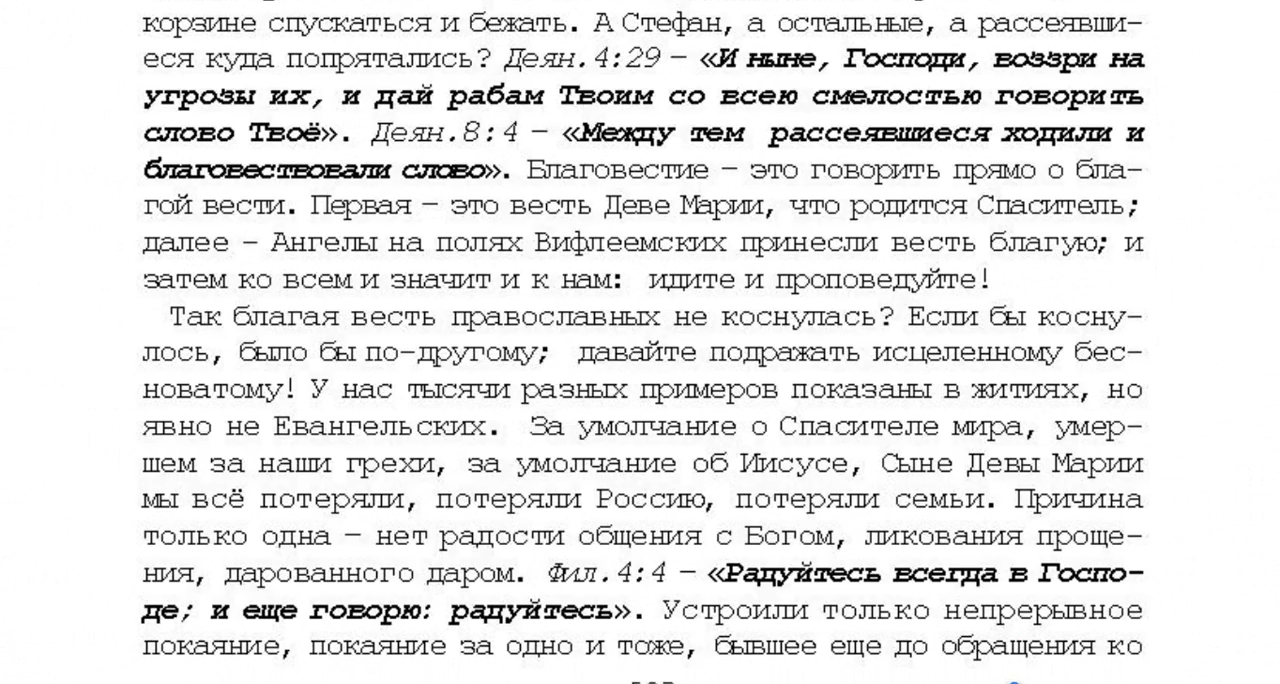 корзине спускаться и бежать. А Стефан, а остальные, а рассеявши-
еся куда попрятались? Деян.4:29 – «И ныне, Господи, воззри на
угрозы их, и дай рабам Твоим со всею смелостью говорить
слово Твоё». Деян.8:4 – «Между тем рассеявшиеся ходили и
благовествовали слово». Благовестие – это говорить прямо о бла-
гой вести. Первая – это весть Деве Марии, что родится Спаситель;
далее – Ангелы на полях Вифлеемских принесли весть благую; и
затем ко всем и значит и к нам: идите и проповедуйте!
Так благая весть православных не коснулась? Если бы косну-
лось, было бы по-другому; давайте подражать исцеленному бес-
новатому! У нас тысячи разных примеров показаны в житиях, но
явно не Евангельских. За умолчание о Спасителе мира, умер-
шем за наши грехи, за умолчание об Иисусе, Сыне Девы Марии
мы всё потеряли, потеряли Россию, потеряли семьи. Причина
только одна – нет радости общения с Богом, ликования проще-
ния, дарованного даром. Фил.4:4 – «Радуйтесь всегда в Госпо-
де; и еще говорю: радуйтесь». Устроили только непрерывное
покаяние, покаяние за одно и тоже, бывшее еще до обращения ко